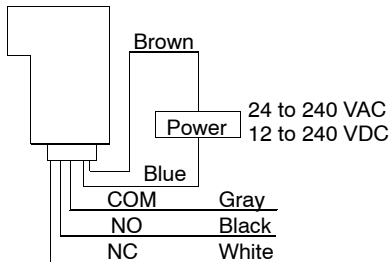 Brown
Power
24 to 240 VAC
12 to 240 VDC
Blue
COM Gray
NO Black
NC White